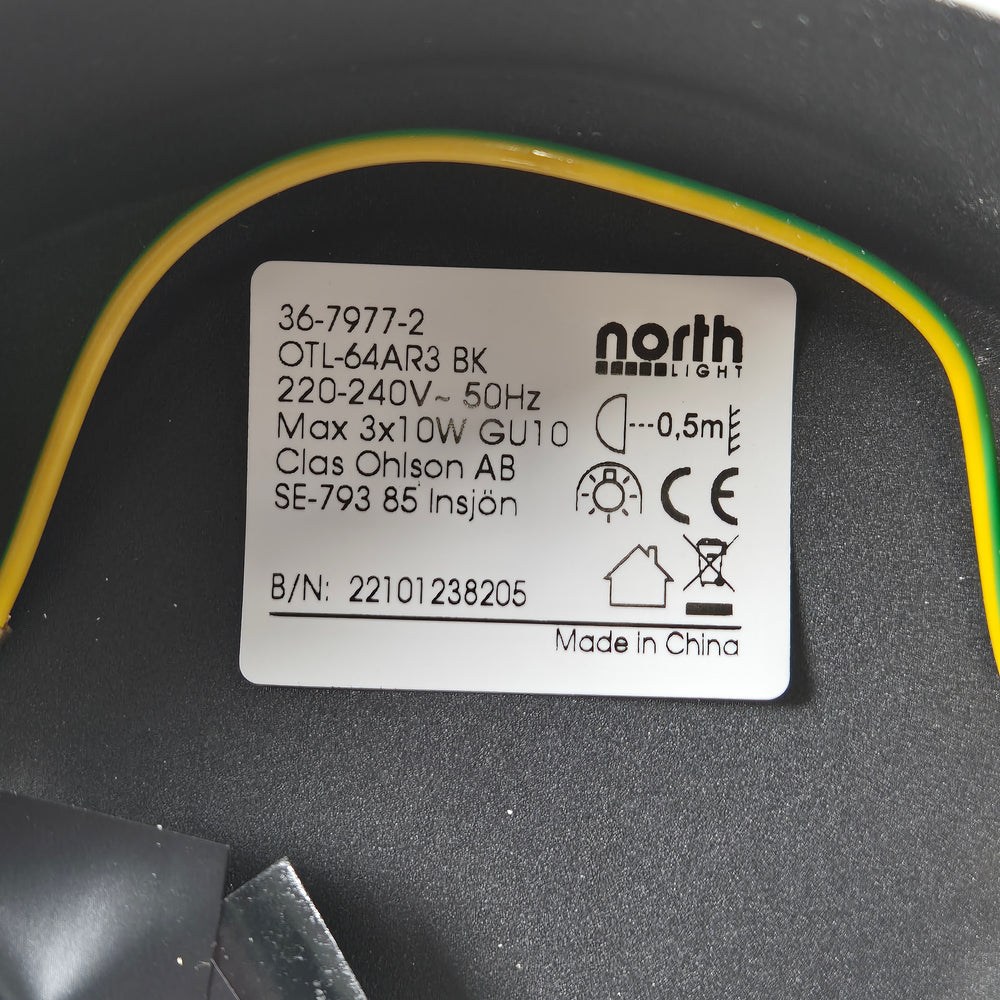 36-7977-2
OTL-64AR3 BK
220-240V~ 50Hz
Max 3x10W GU10
Clas Ohlson AB
SE-793 85 Insjön
north
LIGHT
0,5m
CE
B/N: 22101238205
Made in China